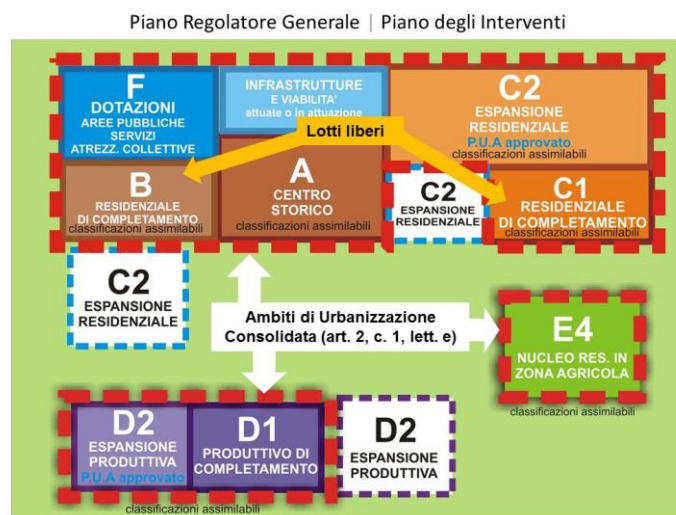 Piano Regolatore Generale | Piano degli Interventi
F
DOTAZIONI
AREE PUBBLICHE
SERVIZI
ATREZZ. COLLETTIVE
INFRASTRUTTURE
E VIABILITA'
attuate o in attuazione
C2
ESPANSIONE
RESIDENZIALE
P.U.A approvato
classificazioni assimilabili
Lotti liberi
B
RESIDENZIALE
DI COMPLETAMENTO
classificazioni assimilabili
A
CENTRO
STORICO
classificazioni assimilabili
C2
ESPANSIONE
RESIDENZIALE
C1
RESIDENZIALE
DI COMPLETAMENTO
classificazioni assimilabili
C2
ESPANSIONE
RESIDENZIALE
Ambiti di Urbanizzazione
Consolidata (art. 2, c. 1, lett. e)
E4
NUCLEO RES. IN
ZONA AGRICOLA
classificazioni assimilabili
D2
ESPANSIONE
PRODUTTIVA
P.U.A approvato
D1
PRODUTTIVO DI
COMPLETAMENTO
D2
ESPANSIONE
PRODUTTIVA
classificazioni assimilabili